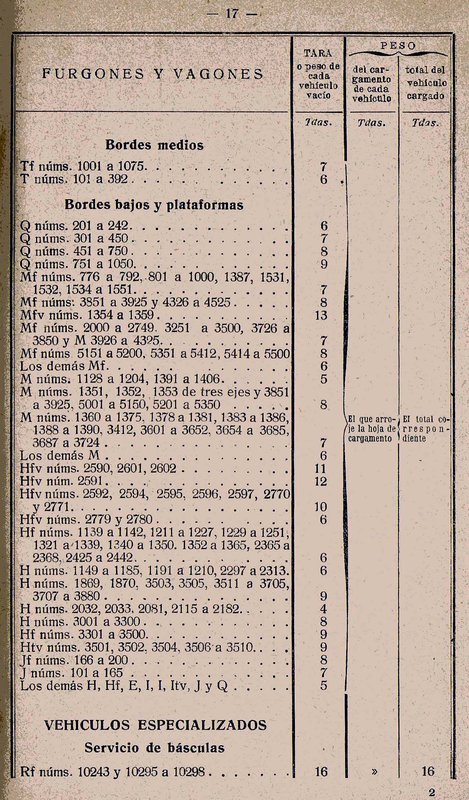 — 17 —
FURGONES Y VAGONES
TARA
o peso de
cada
vehículo
vacío
PESO
del car-
gamento
de cada
vehículo
total del
vehículo
cargado
Tdas.
Tdas.
Tdas.
Bordes medios
Tf núms. 1001 a 1075. . . . . . . . . . 7
T núms. 101 a 392. . . . . . . . . . . 6
Bordes bajos y plataformas
Q núms. 201 a 242. . . . . . . . . . . 6
Q núms. 301 a 450. . . . . . . . . . . 7
Q núms. 451 a 750. . . . . . . . . . . 8
Q núms. 751 a 1050. . . . . . . . . . . 9
Mf núms. 776 a 792, 801 a 1000, 1387, 1531,
1532, 1534 a 1551. . . . . . . . . . 7
Mf núms. 3851 a 3925 y 4326 a 4525. . . . 8
Mfv núms. 1354 a 1359. . . . . . . . . 13
Mf núms. 2000 a 2749. 3251 a 3500, 3726 a
3850 y M 3926 a 4325. . . . . . . . 7
Mf núms 5151 a 5200, 5351 a 5412, 5414 a 5500 8
Los demás Mf. . . . . . . . . . . . 6
M núms. 1128 a 1204, 1391 a 1406. . . . . 5
M núms. 1351, 1352, 1353 de tres ejes y 3851
a 3925, 5001 a 5150, 5201 a 5350 . . . . 8
M núms. 1360 a 1375, 1378 a 1381, 1383 a 1386,
1388 a 1390, 3412, 3601 a 3652, 3654 a 3685,
3687 a 3724 . . . . . . . . . . . . 7
El que arro-
je la hoja de
cargamento
El total co-
rrespon-
diente
Los demás M. . . . . . . . . . . . 6
Hfv núms. 2590, 2601, 2602 . . . . . . . 11
Hfv núm. 2591. . . . . . . . . . . . 12
Hfv núms. 2592, 2594, 2595, 2596, 2597, 2770
y 2771. . . . . . . . . . . . . . 10
Hfv núms. 2779 y 2780. . . . . . . . . 6
Hf núms. 1139 a 1142, 1211 a 1227, 1229 a 1251,
1321 a 1339, 1340 a 1350. 1352 a 1365, 2365 a
2368, 2425 a 2442. . . . . . . . . . 6
H núms. 1149 a 1185, 1191 a 1210, 2297 a 2313. 6
H núms. 1869, 1870, 3503, 3505, 3511 a 3705,
3707 a 3880. . . . . . . . . . . . 9
H núms. 2032, 2033, 2081, 2115 a 2182. . . . 4
H núms. 3001 a 3300. . . . . . . . . . 8
Hf núms. 3301 a 3500. . . . . . . . . . 9
Htv núms. 3501, 3502, 3504, 3506 a 3510. . . 9
Jf núms. 166 a 200. . . . . . . . . . . 8
J núms. 101 a 165 . . . . . . . . . . . 7
Los demás H, Hf, E, I, I, Itv, J y Q . . . . . 5
VEHICULOS ESPECIALIZADOS
Servicio de básculas
Rf núms. 10243 y 10295 a 10298. . . . . . . 16 » 16
2